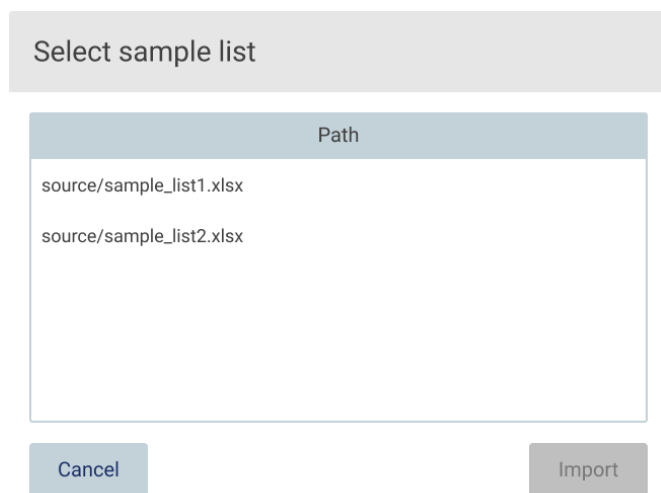 Select sample list
Path
source/sample_list1.xlsx
source/sample_list2.xlsx
Cancel
Import